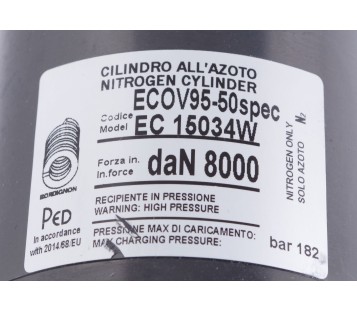 CILINDRO ALL'AZOTO
NITROGEN CYLINDER
ECOV95-50spec
Codice
Model EC 15034W
Forza in.
In.force daN 8000
RECIPIENTE IN PRESSIONE
WARNING: HIGH PRESSURE
PRESSIONE MAX DI CARICAMENTO:
MAX CHARGING PRESSURE: bar 182
BORDIGNON
PED
In accordance
with 2014/68/EU
N2
NITROGEN ONLY
SOLO AZOTO